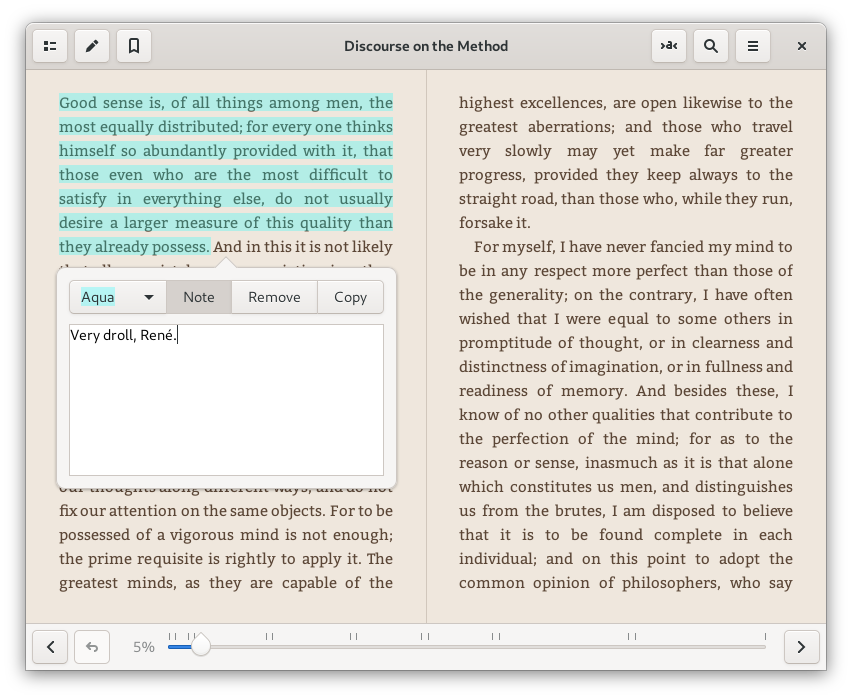 Discourse on the Method
Good sense is, of all things among men, the
most equally distributed; for every one thinks
himself so abundantly provided with it, that
those even who are the most difficult to
satisfy in everything else, do not usually
desire a larger measure of this quality than
they already possess. And in this it is not likely
Aqua Note Remove Copy
Very droll, René.
our thoughts along different ways, and do not
fix our attention on the same objects. For to be
possessed of a vigorous mind is not enough;
the prime requisite is rightly to apply it. The
greatest minds, as they are capable of the
highest excellences, are open likewise to the
greatest aberrations; and those who travel
very slowly may yet make far greater
progress, provided they keep always to the
straight road, than those who, while they run,
forsake it.
For myself, I have never fancied my mind to
be in any respect more perfect than those of
the generality; on the contrary, I have often
wished that I were equal to some others in
promptitude of thought, or in clearness and
distinctness of imagination, or in fullness and
readiness of memory. And besides these, I
know of no other qualities that contribute to
the perfection of the mind; for as to the
reason or sense, inasmuch as it is that alone
which constitutes us men, and distinguishes
us from the brutes, I am disposed to believe
that it is to be found complete in each
individual; and on this point to adopt the
common opinion of philosophers, who say
5%